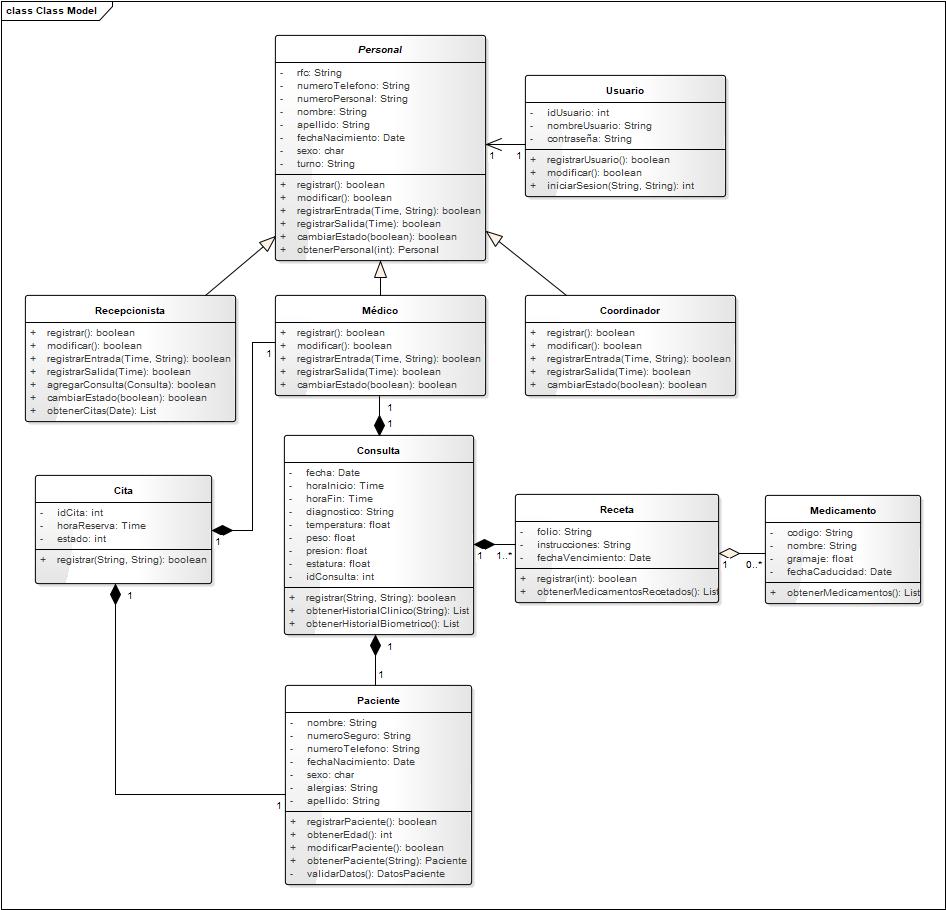 class Class Model
Personal
- rfc: String
- numeroTelefono: String
- numeroPersonal: String
- nombre: String
- apellido: String
- fechaNacimiento: Date
- sexo: char
- turno: String
+ registrar(): boolean
+ modificar(): boolean
+ registrarEntrada(Time, String): boolean
+ registrarSalida(Time): boolean
+ cambiarEstado(boolean): boolean
+ obtenerPersonal(int): Personal
Usuario
- idUsuario: int
- nombreUsuario: String
- contraseña: String
+ registrarUsuario(): boolean
+ modificar(): boolean
+ iniciarSesion(String, String): int
1
1
Recepcionista
+ registrar(): boolean
+ modificar(): boolean
+ registrarEntrada(Time, String): boolean
+ registrarSalida(Time): boolean
+ agregarConsulta(Consulta): boolean
+ cambiarEstado(boolean): boolean
+ obtenerCitas(Date): List
Médico
+ registrar(): boolean
+ modificar(): boolean
+ registrarEntrada(Time, String): boolean
+ registrarSalida(Time): boolean
+ cambiarEstado(boolean): boolean
Coordinador
+ registrar(): boolean
+ modificar(): boolean
+ registrarEntrada(Time, String): boolean
+ registrarSalida(Time): boolean
+ cambiarEstado(boolean): boolean
1
1
1
Consulta
- fecha: Date
- horaInicio: Time
- horaFin: Time
- diagnostico: String
- temperatura: float
- peso: float
- presion: float
- estatura: float
- idConsulta: int
+ registrar(String, String): boolean
+ obtenerHistorialClinico(String): List
+ obtenerHistorialBiometrico(): List
Cita
- idCita: int
- horaReserva: Time
- estado: int
+ registrar(String, String): boolean
1
1
Receta
- folio: String
- instrucciones: String
- fechaVencimiento: Date
+ registrar(int): boolean
+ obtenerMedicamentosRecetados(): List
1
1..*
Medicamento
- codigo: String
- nombre: String
- gramaje: float
- fechaCaducidad: Date
+ obtenerMedicamentos(): List
1
0..*
1
1
Paciente
- nombre: String
- numeroSeguro: String
- numeroTelefono: String
- fechaNacimiento: Date
- sexo: char
- alergias: String
- apellido: String
+ registrarPaciente(): boolean
+ obtenerEdad(): int
+ modificarPaciente(): boolean
+ obtenerPaciente(String): Paciente
- validarDatos(): DatosPaciente
1